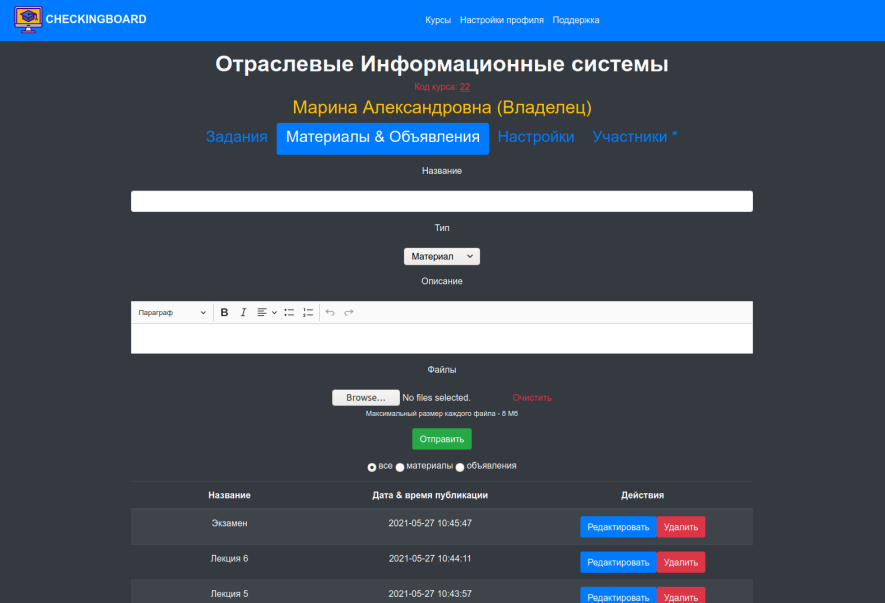 CHECKINGBOARD Курсы Настройки профиля Поддержка
Отраслевые Информационные системы
Код курса: 22
Марина Александровна (Владелец)
Задания Материалы & Объявления Настройки Участники *
Название
Тип
Материал
Описание
Параграф B I
Файлы
Browse... No files selected. Очистить
Максимальный размер каждого файла - 8 Мб
Отправить
все материалы объявления
Название Дата & время публикации Действия
Экзамен 2021-05-27 10:45:47 Редактировать Удалить
Лекция 6 2021-05-27 10:44:11 Редактировать Удалить
Лекция 5 2021-05-27 10:43:57 Редактировать Удалить